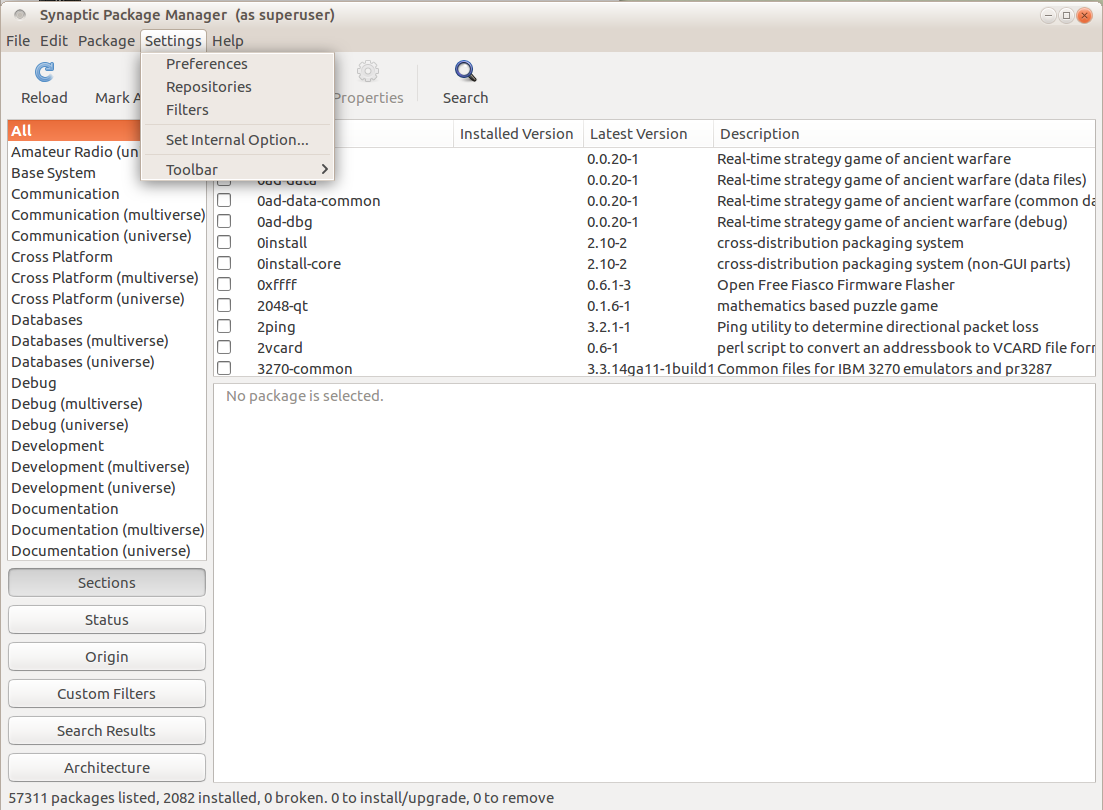 Synaptic Package Manager (as superuser)
File Edit Package Settings Help
Preferences
Repositories
Filters
Set Internal Option...
Toolbar
Reload Mark A Properties Search
All
Amateur Radio (un
Base System
Communication
Communication (multiverse)
Communication (universe)
Cross Platform
Cross Platform (multiverse)
Cross Platform (universe)
Databases
Databases (multiverse)
Databases (universe)
Debug
Debug (multiverse)
Debug (universe)
Development
Development (multiverse)
Development (universe)
Documentation
Documentation (multiverse)
Documentation (universe)
Sections
Status
Origin
Custom Filters
Search Results
Architecture
Installed Version Latest Version Description
0.0.20-1 Real-time strategy game of ancient warfare
0ad-data 0.0.20-1 Real-time strategy game of ancient warfare (data files)
0ad-data-common 0.0.20-1 Real-time strategy game of ancient warfare (common da
0ad-dbg 0.0.20-1 Real-time strategy game of ancient warfare (debug)
0install 2.10-2 cross-distribution packaging system
0install-core 2.10-2 cross-distribution packaging system (non-GUI parts)
0xffff 0.6.1-3 Open Free Fiasco Firmware Flasher
2048-qt 0.1.6-1 mathematics based puzzle game
2ping 3.2.1-1 Ping utility to determine directional packet loss
2vcard 0.6-1 perl script to convert an addressbook to VCARD file form
3270-common 3.3.14ga11-1build1 Common files for IBM 3270 emulators and pr3287
No package is selected.
57311 packages listed, 2082 installed, 0 broken. 0 to install/upgrade, 0 to remove